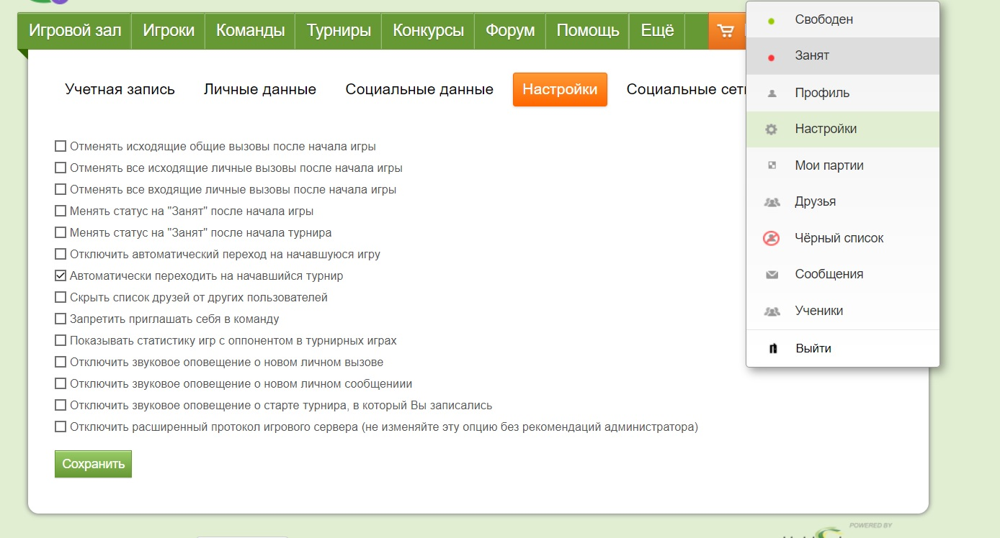 Игровой зал
Игроки
Команды
Турниры
Конкурсы
Форум
Помощь
Ещё
Учетная запись
Личные данные
Социальные данные
Настройки
Социальные сети
Отменять исходящие общие вызовы после начала игры
Отменять все исходящие личные вызовы после начала игры
Отменять все входящие личные вызовы после начала игры
Менять статус на "Занят" после начала игры
Менять статус на "Занят" после начала турнира
Отключить автоматический переход на начавшуюся игру
Автоматически переходить на начавшийся турнир
Скрыть список друзей от других пользователей
Запретить приглашать себя в команду
Показывать статистику игр с оппонентом в турнирных играх
Отключить звуковое оповещение о новом личном вызове
Отключить звуковое оповещение о новом личном сообщениии
Отключить звуковое оповещение о старте турнира, в который Вы записались
Отключить расширенный протокол игрового сервера (не изменяйте эту опцию без рекомендаций администратора)
Сохранить
Свободен
Занят
Профиль
Настройки
Мои партии
Друзья
Чёрный список
Сообщения
Ученики
Выйти
POWERED BY